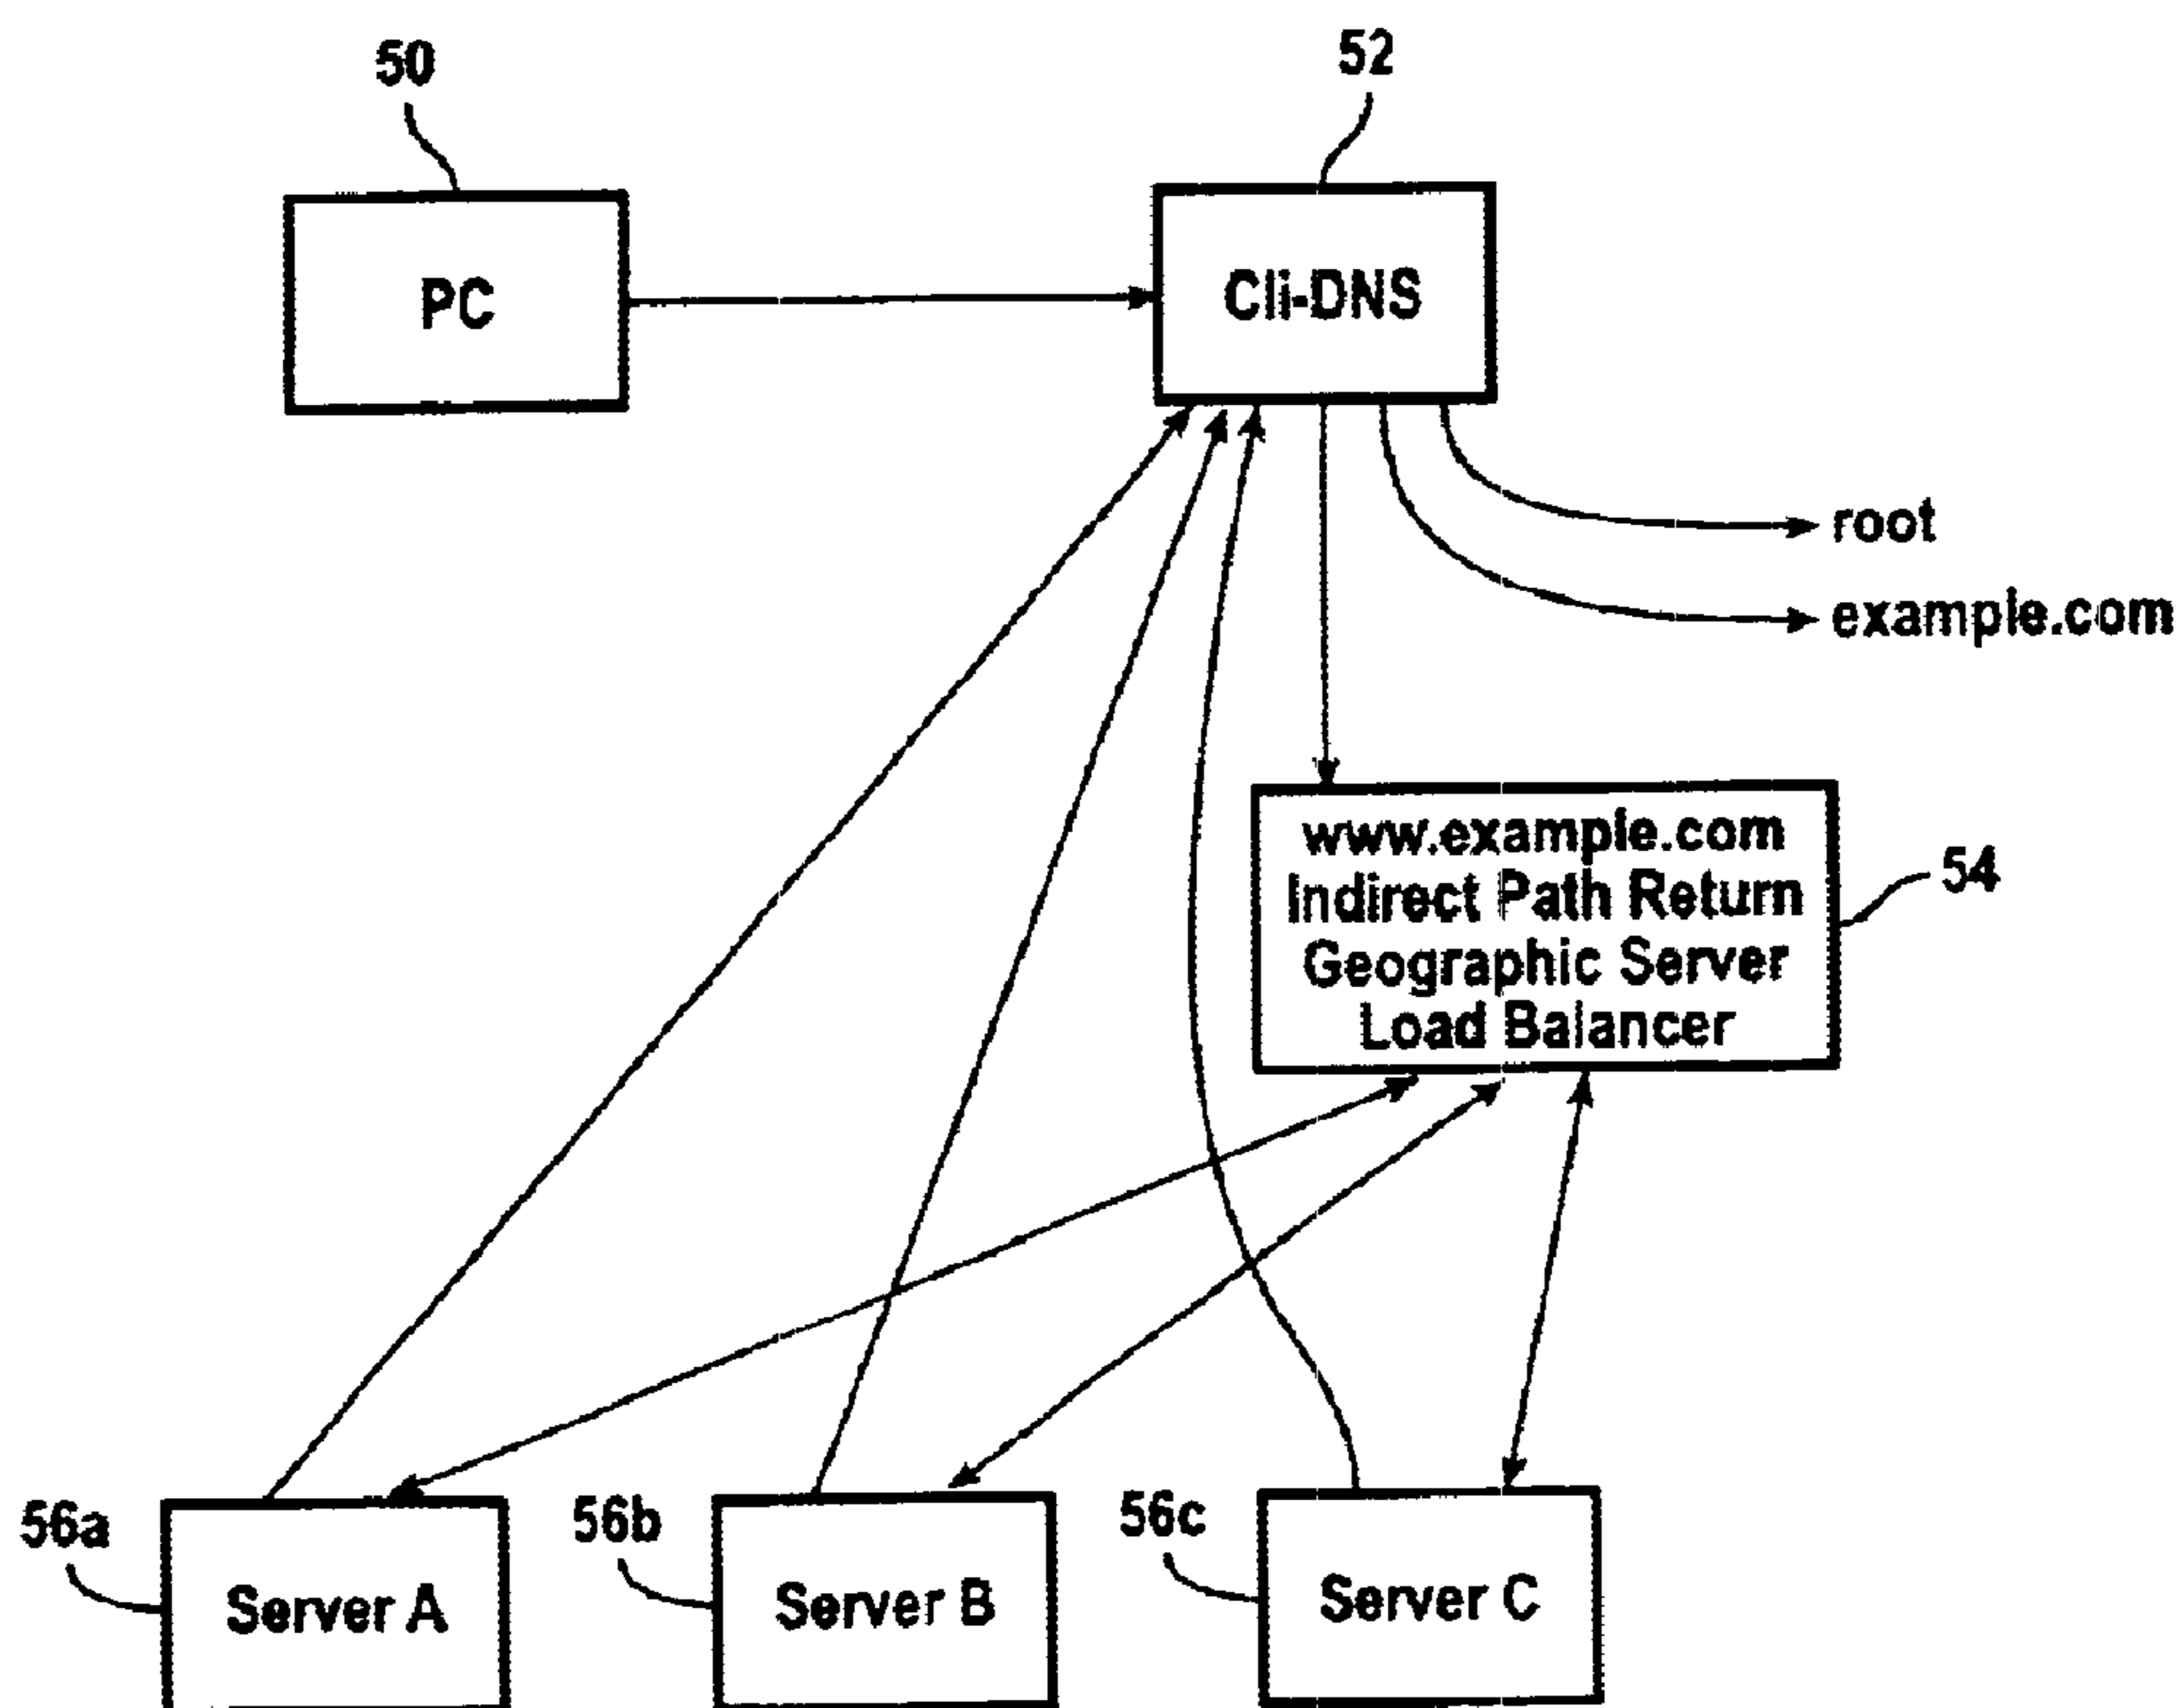 50
52
PC
Cli-DNS
root
example.com
www.example.com
Indirect Path Return
Geographic Server
Load Balancer
54
56a
56b
56c
Server A
Server B
Server C